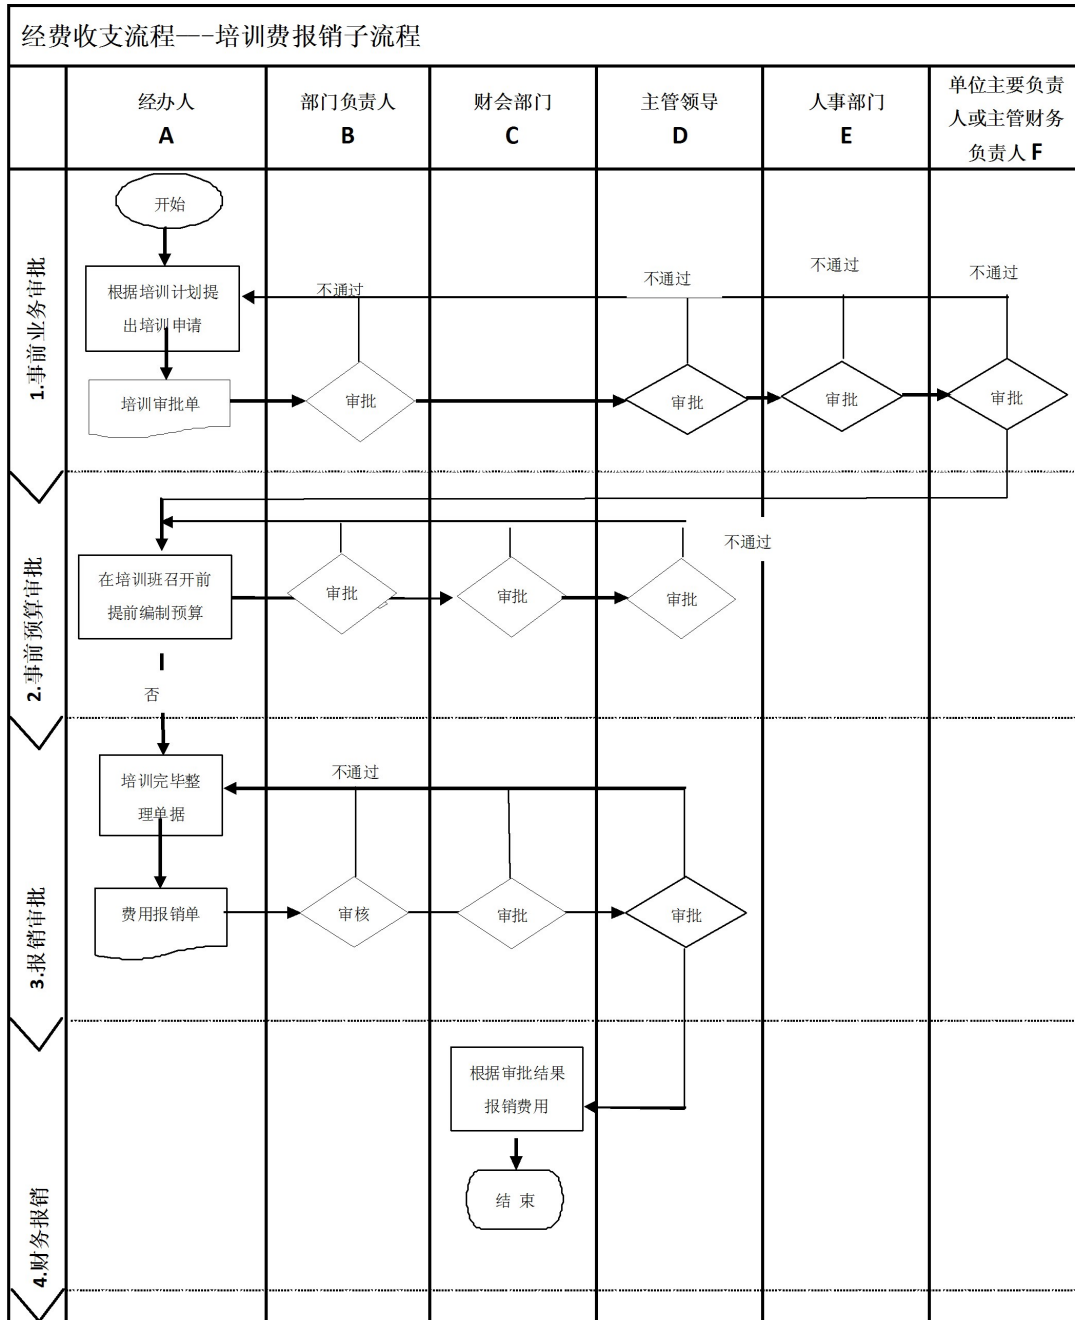 经费收支流程—--培训费报销子流程
经办人
A
部门负责人
B
财会部门
C
主管领导
D
人事部门
E
单位主要负责
人或主管财务
负责人 F
1.事前业务审批
开始
根据培训计划提
出培训申请
不通过
不通过
不通过
不通过
培训审批单
审批
审批
审批
审批
2.事前预算审批
不通过
在培训班召开前
提前编制预算
审批
审批
审批
否
3.报销审批
培训完毕整
理单据
不通过
费用报销单
审核
审批
审批
4.财务报销
根据审批结果
报销费用
结 束